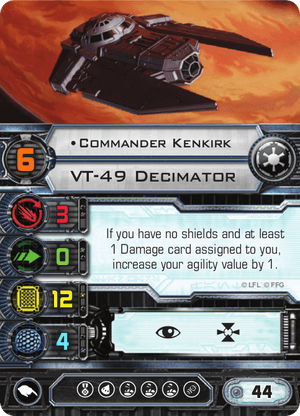 • Commander Kenkirk
6
VT-49 Decimator
3
If you have no shields and at least
1 Damage card assigned to you,
increase your agility value by 1.
0
© LFL © FFG
12
4
44